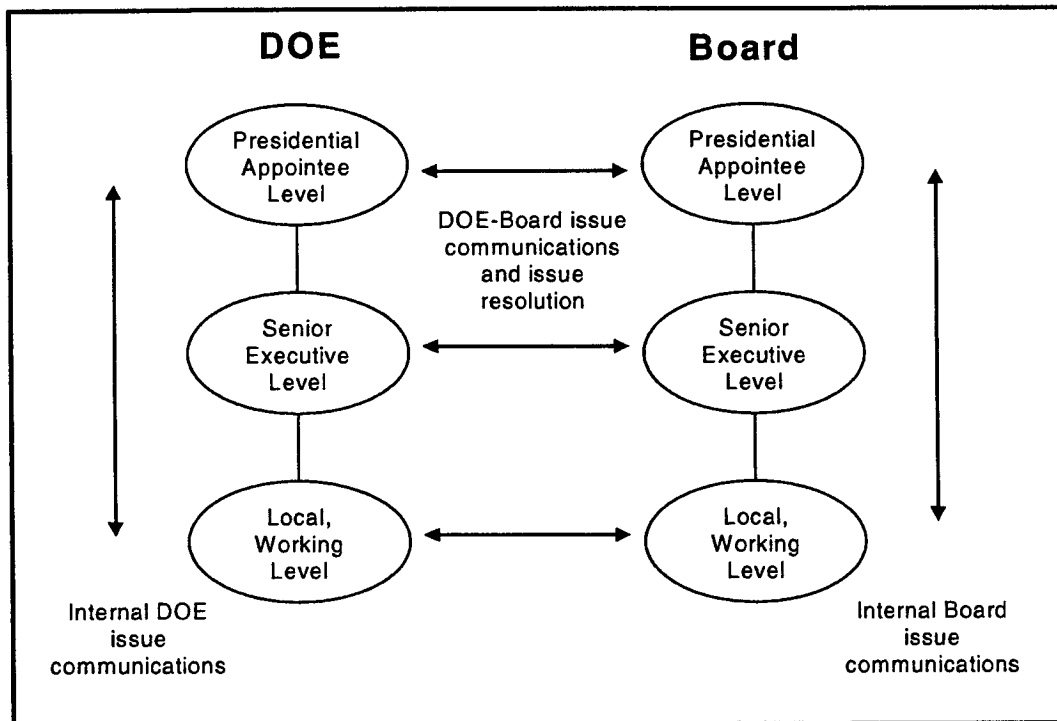 DOE
Board
Presidential
Appointee
Level
Presidential
Appointee
Level
DOE-Board issue
communications
and issue
resolution
Senior
Executive
Level
Senior
Executive
Level
Local,
Working
Level
Local,
Working
Level
Internal DOE
issue
communications
Internal Board
issue
communications